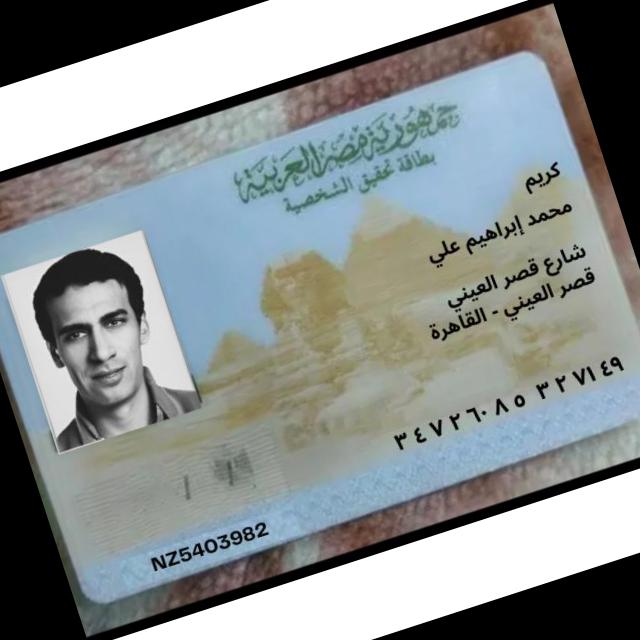 جمهورية مصر العربية
بطاقة تحقيق الشخصية
كريم
محمد إبراهيم علي
شارع قصر العيني
قصر العيني - القاهرة
٣٤٧٢٦٠٨٥ ٣٢٧١٤٩
NZ5403982